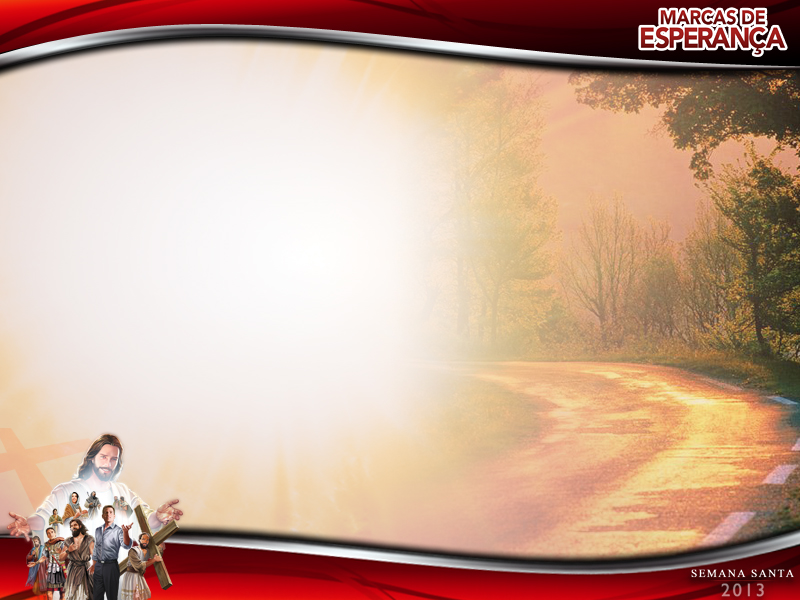 MARCAS DE
ESPERANÇA
SEMANA SANTA
2013